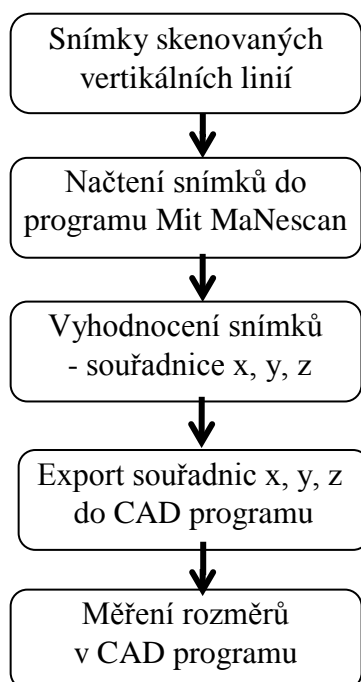 Snímky skenovaných
vertikálních linií
Načtení snímků do
programu Mit MaNescan
Vyhodnocení snímků
- souřadnice x, y, z
Export souřadnic x, y, z
do CAD programu
Měření rozměrů
v CAD programu